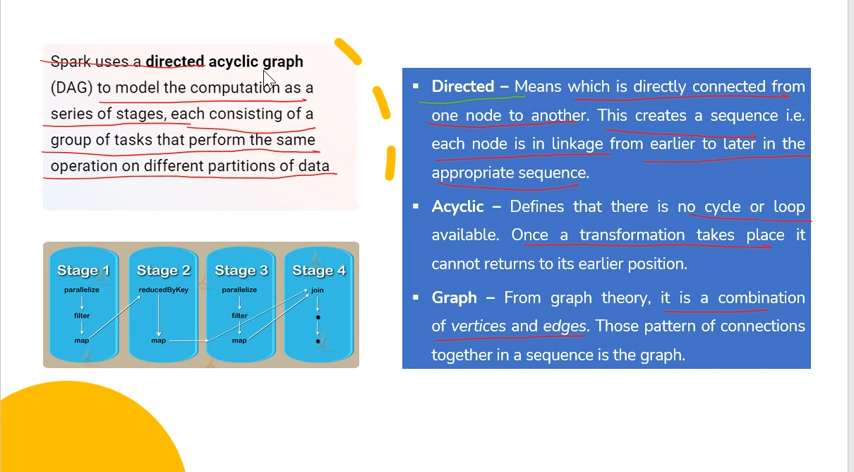 Spark uses a directed acyclic graph
(DAG) to model the computation as a
series of stages, each consisting of a
group of tasks that perform the same
operation on different partitions of data
Stage 1
parallelize
filter
map
Stage 2
reducedByKey
map
Stage 3
parallelize
filter
map
Stage 4
join
▪ Directed – Means which is directly connected from
one node to another. This creates a sequence i.e.
each node is in linkage from earlier to later in the
appropriate sequence.
▪ Acyclic – Defines that there is no cycle or loop
available. Once a transformation takes place it
cannot returns to its earlier position.
▪ Graph – From graph theory, it is a combination
of vertices and edges. Those pattern of connections
together in a sequence is the graph.